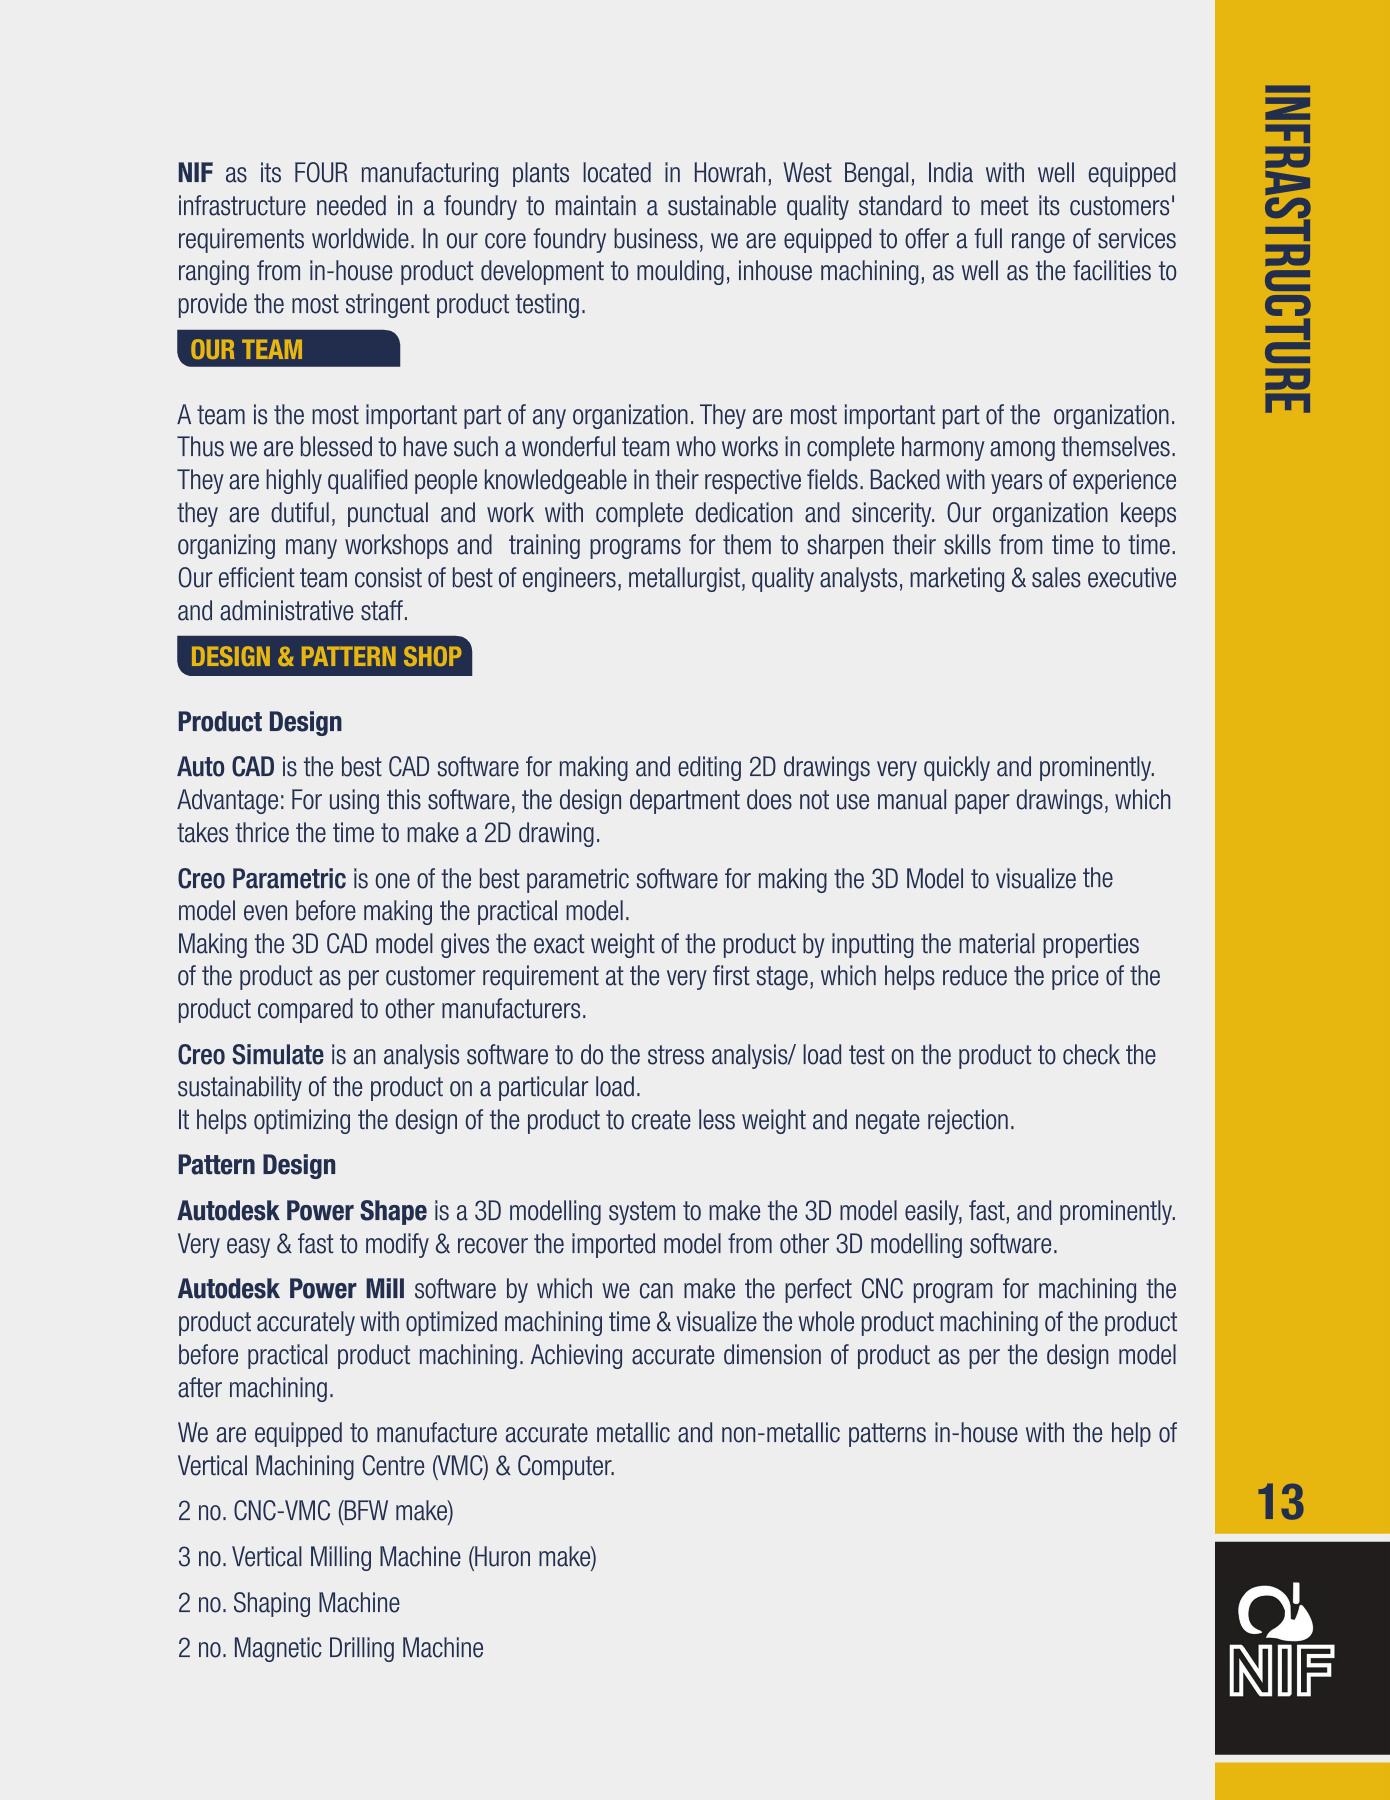 INFRASTRUCTURE
NIF as its FOUR manufacturing plants located in Howrah, West Bengal, India with well equipped
infrastructure needed in a foundry to maintain a sustainable quality standard to meet its customers'
requirements worldwide. In our core foundry business, we are equipped to offer a full range of services
ranging from in-house product development to moulding, inhouse machining, as well as the facilities to
provide the most stringent product testing.
OUR TEAM
A team is the most important part of any organization. They are most important part of the organization.
Thus we are blessed to have such a wonderful team who works in complete harmony among themselves.
They are highly qualified people knowledgeable in their respective fields. Backed with years of experience
they are dutiful, punctual and work with complete dedication and sincerity. Our organization keeps
organizing many workshops and training programs for them to sharpen their skills from time to time.
Our efficient team consist of best of engineers, metallurgist, quality analysts, marketing & sales executive
and administrative staff.
DESIGN & PATTERN SHOP
Product Design
Auto CAD is the best CAD software for making and editing 2D drawings very quickly and prominently.
Advantage: For using this software, the design department does not use manual paper drawings, which
takes thrice the time to make a 2D drawing.
Creo Parametric is one of the best parametric software for making the 3D Model to visualize the
model even before making the practical model.
Making the 3D CAD model gives the exact weight of the product by inputting the material properties
of the product as per customer requirement at the very first stage, which helps reduce the price of the
product compared to other manufacturers.
Creo Simulate is an analysis software to do the stress analysis/ load test on the product to check the
sustainability of the product on a particular load.
It helps optimizing the design of the product to create less weight and negate rejection.
Pattern Design
Autodesk Power Shape is a 3D modelling system to make the 3D model easily, fast, and prominently.
Very easy & fast to modify & recover the imported model from other 3D modelling software.
Autodesk Power Mill software by which we can make the perfect CNC program for machining the
product accurately with optimized machining time & visualize the whole product machining of the product
before practical product machining. Achieving accurate dimension of product as per the design model
after machining.
We are equipped to manufacture accurate metallic and non-metallic patterns in-house with the help of
Vertical Machining Centre (VMC) & Computer.
2 no. CNC-VMC (BFW make)
3 no. Vertical Milling Machine (Huron make)
2 no. Shaping Machine
2 no. Magnetic Drilling Machine
13
NIF